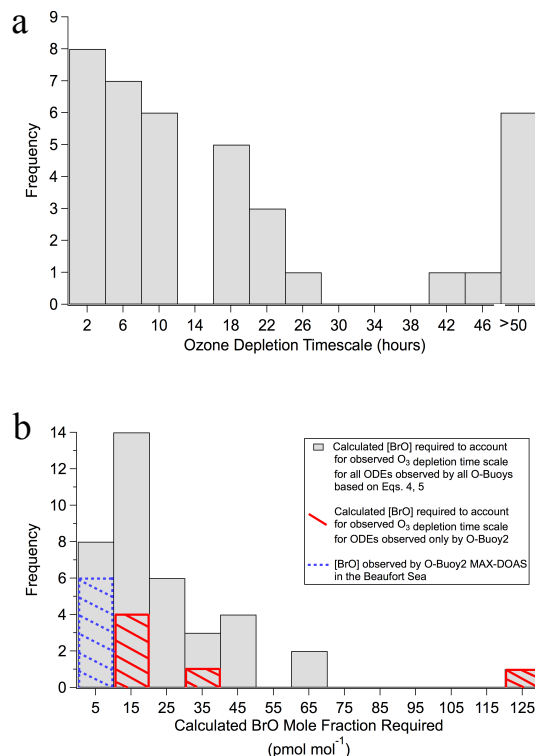 a
9
8
7
6
5
4
3
2
1
0
Frequency
2 6 10 14 18 22 26 30 34 38 42 46 >50
Ozone Depletion Timescale (hours)
b
14
12
10
8
6
4
2
0
Frequency
Calculated [BrO] required to account
for observed O3 depletion time scale
for all ODEs observed by all O-Buoys
based on Eqs. 4, 5
Calculated [BrO] required to account
for observed O3 depletion time scale
for ODEs observed only by O-Buoy2
[BrO] observed by O-Buoy2 MAX-DOAS
in the Beaufort Sea
5 15 25 35 45 55 65 75 85 95 105 115 125
Calculated BrO Mole Fraction Required
(pmol mol⁻¹)